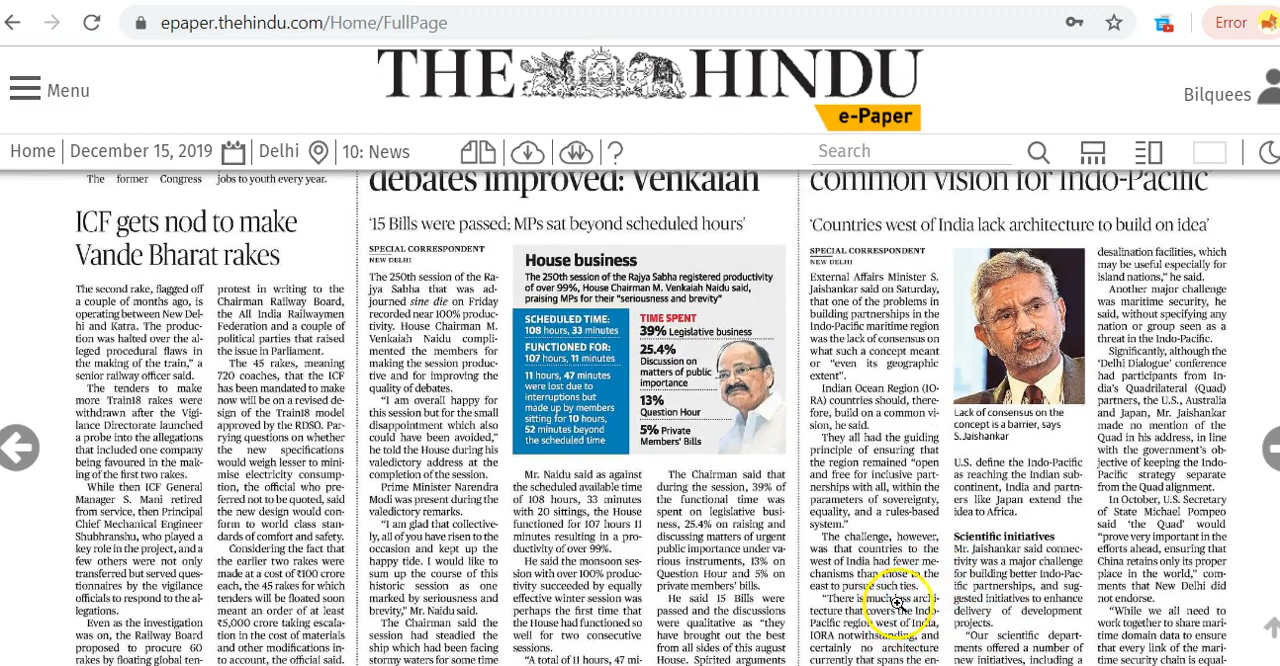 epaper.thehindu.com/Home/FullPage
Error
Menu
THE HINDU
e-Paper
Bilquees
Home
December 15, 2019
Delhi
10: News
?
Search
The former Congress
jobs to youth every year.
ICF gets nod to make
Vande Bharat rakes
The second rake, flagged off
a couple of months ago, is
operating between New Del-
hi and Katra. The produc-
tion was halted over the al-
leged procedural flaws in
the making of the train,” a
senior railway officer said.
The tenders to make
more Train18 rakes were
withdrawn after the Vigi-
lance Directorate launched
a probe into the allegations
that included one company
being favoured in the mak-
ing of the first two rakes.
While then ICF General
Manager S. Mani retired
from service, then Principal
Chief Mechanical Engineer
Shubhranshu, who played a
key role in the project, and a
few others were not only
transferred but served ques-
tionnaires by the vigilance
officials to respond to the al-
legations.
Even as the investigation
was on, the Railway Board
proposed to procure 60
rakes by floating global ten-
protest in writing to the
Chairman Railway Board,
the All India Railwaymen
Federation and a couple of
political parties that raised
the issue in Parliament.
The 45 rakes, meaning
720 coaches, that the ICF
has been mandated to make
now will be on a revised de-
sign of the Train18 model
approved by the RDSO. Par-
rying questions on whether
the new specifications
would weigh lesser to mini-
mise electricity consump-
tion, the official who pre-
ferred not to be quoted, said
the new design would con-
form to world class stan-
dards of comfort and safety.
Considering the fact that
the earlier two rakes were
made at a cost of ₹100 crore
each, the 45 rakes for which
tenders will be floated soon
meant an order of at least
₹5,000 crore taking escala-
tion in the cost of materials
and other modifications in-
to account, the official said.
debates improved: Venkaiah
‘15 Bills were passed; MPs sat beyond scheduled hours’
SPECIAL CORRESPONDENT
NEW DELHI
The 250th session of the Ra-
jya Sabha that was ad-
journed sine die on Friday
recorded near 100% produc-
tivity. House Chairman M.
Venkaiah Naidu compli-
mented the members for
making the session produc-
tive and for improving the
quality of debates.
“I am overall happy for
this session but for the small
disappointment which also
could have been avoided,”
he told the House during his
valedictory address at the
completion of the session.
Prime Minister Narendra
Modi was present during the
valedictory remarks.
“I am glad that collective-
ly, all of you have risen to the
occasion and kept up the
happy tide. I would like to
sum up the course of this
historic session as one
marked by seriousness and
brevity,” Mr. Naidu said.
The Chairman said the
session had steadied the
ship which had been facing
stormy waters for some time
House business
The 250th session of the Rajya Sabha registered productivity
of over 99%, House Chairman M. Venkaiah Naidu said,
praising MPs for their “seriousness and brevity”
SCHEDULED TIME:
108 hours, 33 minutes
FUNCTIONED FOR:
107 hours, 11 minutes
11 hours, 47 minutes
were lost due to
interruptions but
made up by members
sitting for 10 hours,
52 minutes beyond
the scheduled time
TIME SPENT
39% Legislative business
25.4%
Discussion on
matters of public
importance
13%
Question Hour
5% Private
Members’ Bills
Mr. Naidu said as against
the scheduled available time
of 108 hours, 33 minutes
with 20 sittings, the House
functioned for 107 hours 11
minutes resulting in a pro-
ductivity of over 99%.
He said the monsoon ses-
sion with over 100% produc-
tivity succeeded by equally
effective winter session was
perhaps the first time that
the House had functioned so
well for two consecutive
sessions.
“A total of 11 hours, 47 mi-
The Chairman said that
during the session, 39% of
the functional time was
spent on legislative busi-
ness, 25.4% on raising and
discussing matters of urgent
public importance under va-
rious instruments, 13% on
Question Hour and 5% on
private members’ bills.
He said 15 Bills were
passed and the discussions
were qualitative as “they
have brought out the best
from all sides of this august
House. Spirited arguments
common vision for Indo-Pacific
‘Countries west of India lack architecture to build on idea’
SPECIAL CORRESPONDENT
NEW DELHI
External Affairs Minister S.
Jaishankar said on Saturday,
that one of the problems in
building partnerships in the
Indo-Pacific maritime region
was the lack of consensus on
what such a concept meant
or “even its geographic
extent”.
Indian Ocean Region (IO-
RA) countries should, there-
fore, build on a common vi-
sion, he said.
They all had the guiding
principle of ensuring that
the region remained “open
and free for inclusive part-
nerships with all, within the
parameters of sovereignty,
equality, and a rules-based
system.”
The challenge, however,
was that countries to the
west of India had fewer me-
chanisms than those to the
east to pursue such ties.
“There is much less archi-
tecture that covers the Indo-
Pacific region west of India,
IORA notwithstanding, and
certainly no architecture
currently that spans the en-
Lack of consensus on the
concept is a barrier, says
S.Jaishankar
U.S. define the Indo-Pacific
as reaching the Indian sub-
continent, India and partn-
ers like Japan extend the
idea to Africa.
Scientific initiatives
Mr. Jaishankar said connec-
tivity was a major challenge
for building better Indo-Pac-
ific partnerships, and sug-
gested initiatives to enhance
delivery of development
projects.
“Our scientific depart-
ments offered a number of
new initiatives, including a
desalination facilities, which
may be useful especially for
island nations,” he said.
Another major challenge
was maritime security, he
said, without specifying any
nation or group seen as a
threat in the Indo-Pacific.
Significantly, although the
‘Delhi Dialogue’ conference
had participants from In-
dia’s Quadrilateral (Quad)
partners, the U.S., Australia
and Japan, Mr. Jaishankar
made no mention of the
Quad in his address, in line
with the government’s ob-
jective of keeping the Indo-
Pacific strategy separate
from the Quad alignment.
In October, U.S. Secretary
of State Michael Pompeo
said ‘the Quad’ would
“prove very important in the
efforts ahead, ensuring that
China retains only its proper
place in the world,” com-
ments that New Delhi did
not endorse.
“While we all need to
work together to share mari-
time domain data to ensure
that every link of the mari-
time security chain is equal